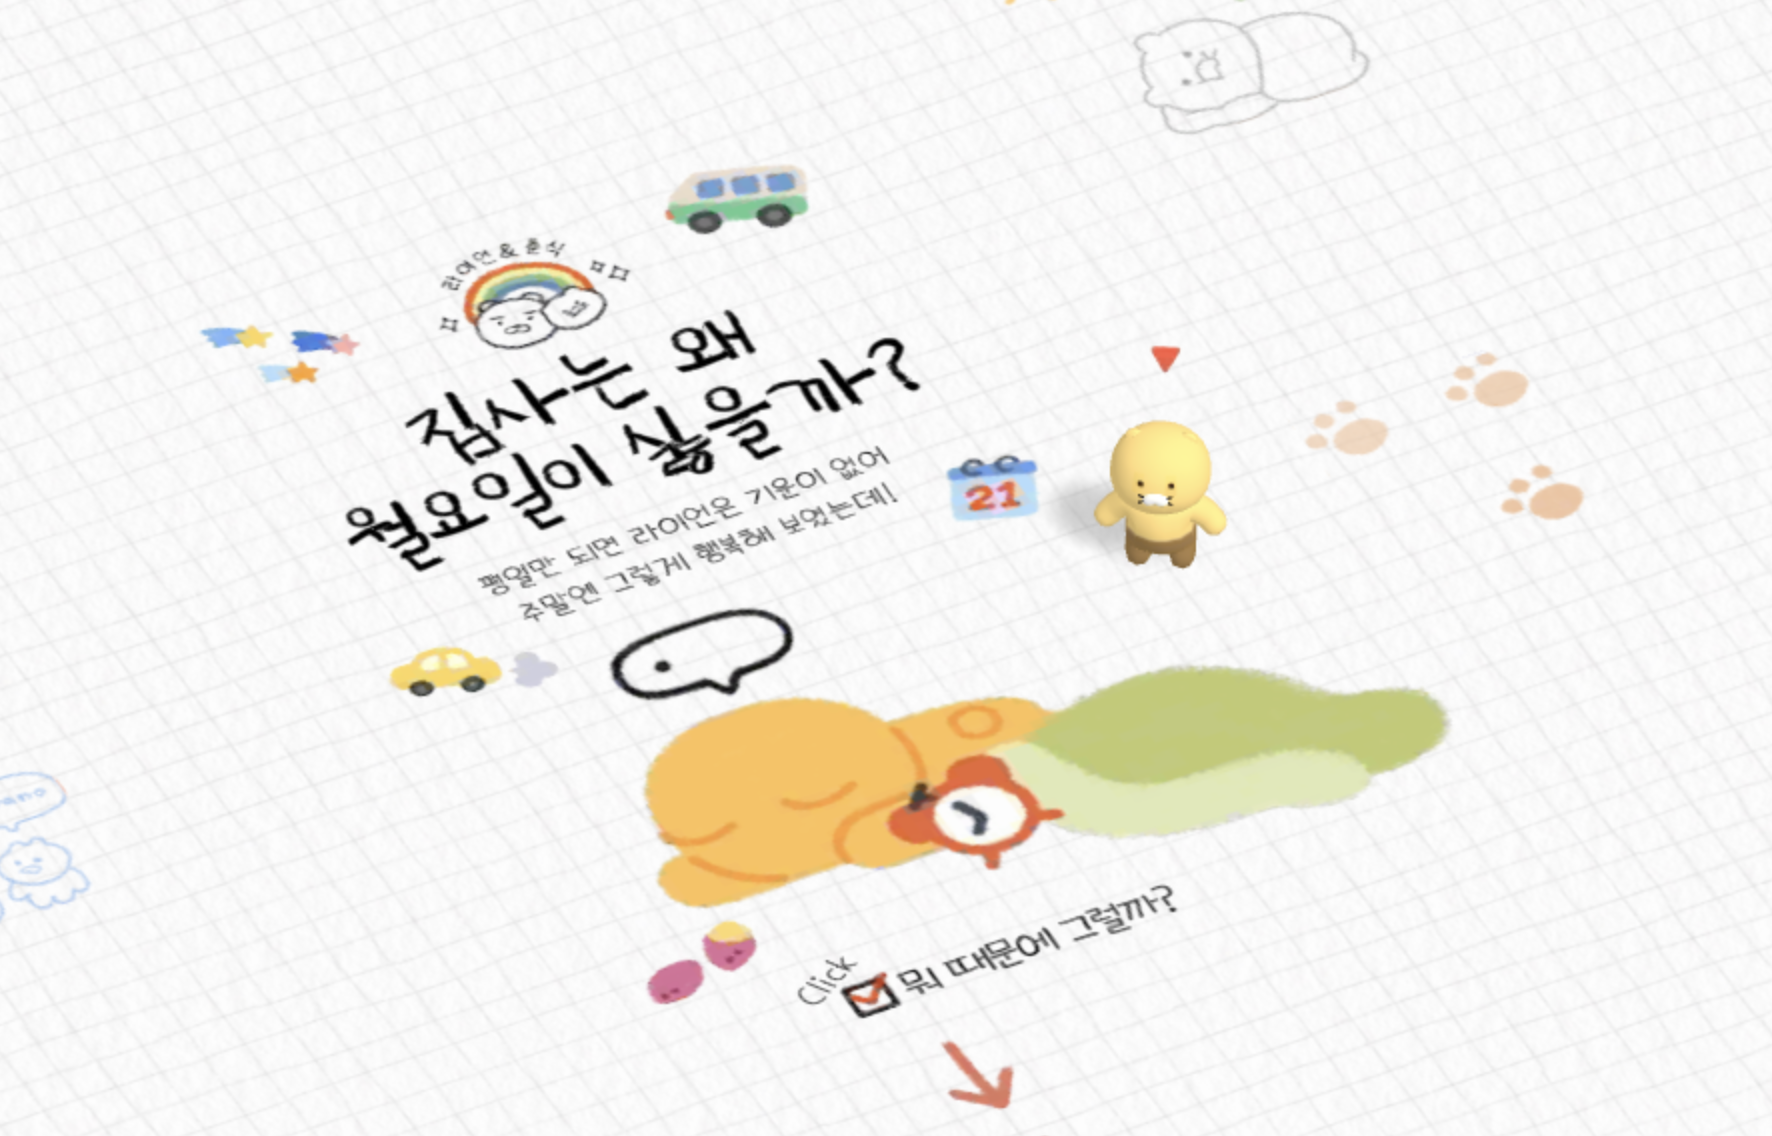 라이언 & 춘식
집사는 왜
월요일이 싫을까?
평일만 되면 라이언은 기운이 없어
주말엔 그렇게 행복해 보였는데!
21
Click
뭐 때문에 그럴까?